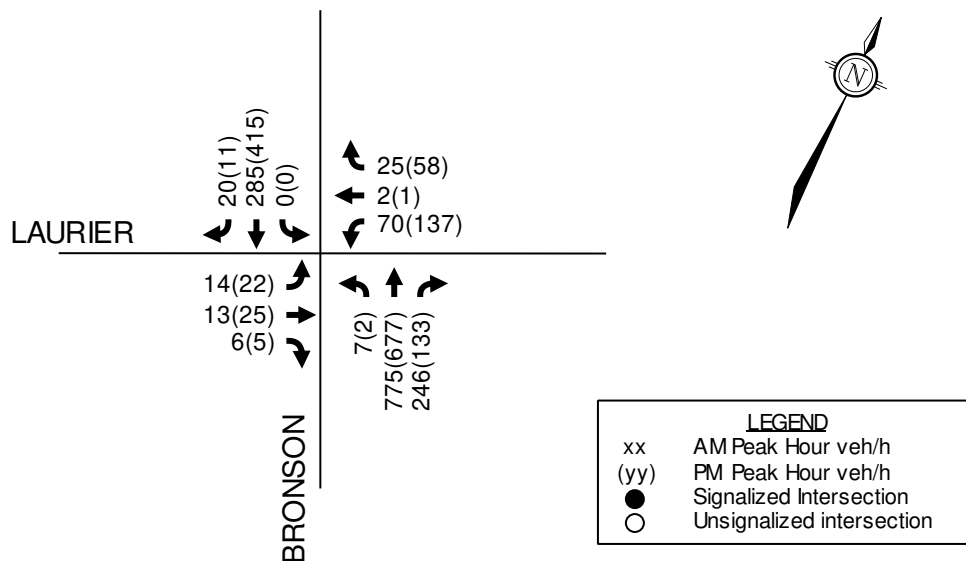 N
20(11)
285(415)
0(0)
25(58)
2(1)
70(137)
LAURIER
14(22)
13(25)
6(5)
7(2)
775(677)
246(133)
BRONSON
LEGEND
xx AM Peak Hour veh/h
(yy) PM Peak Hour veh/h
Signalized Intersection
Unsignalized intersection